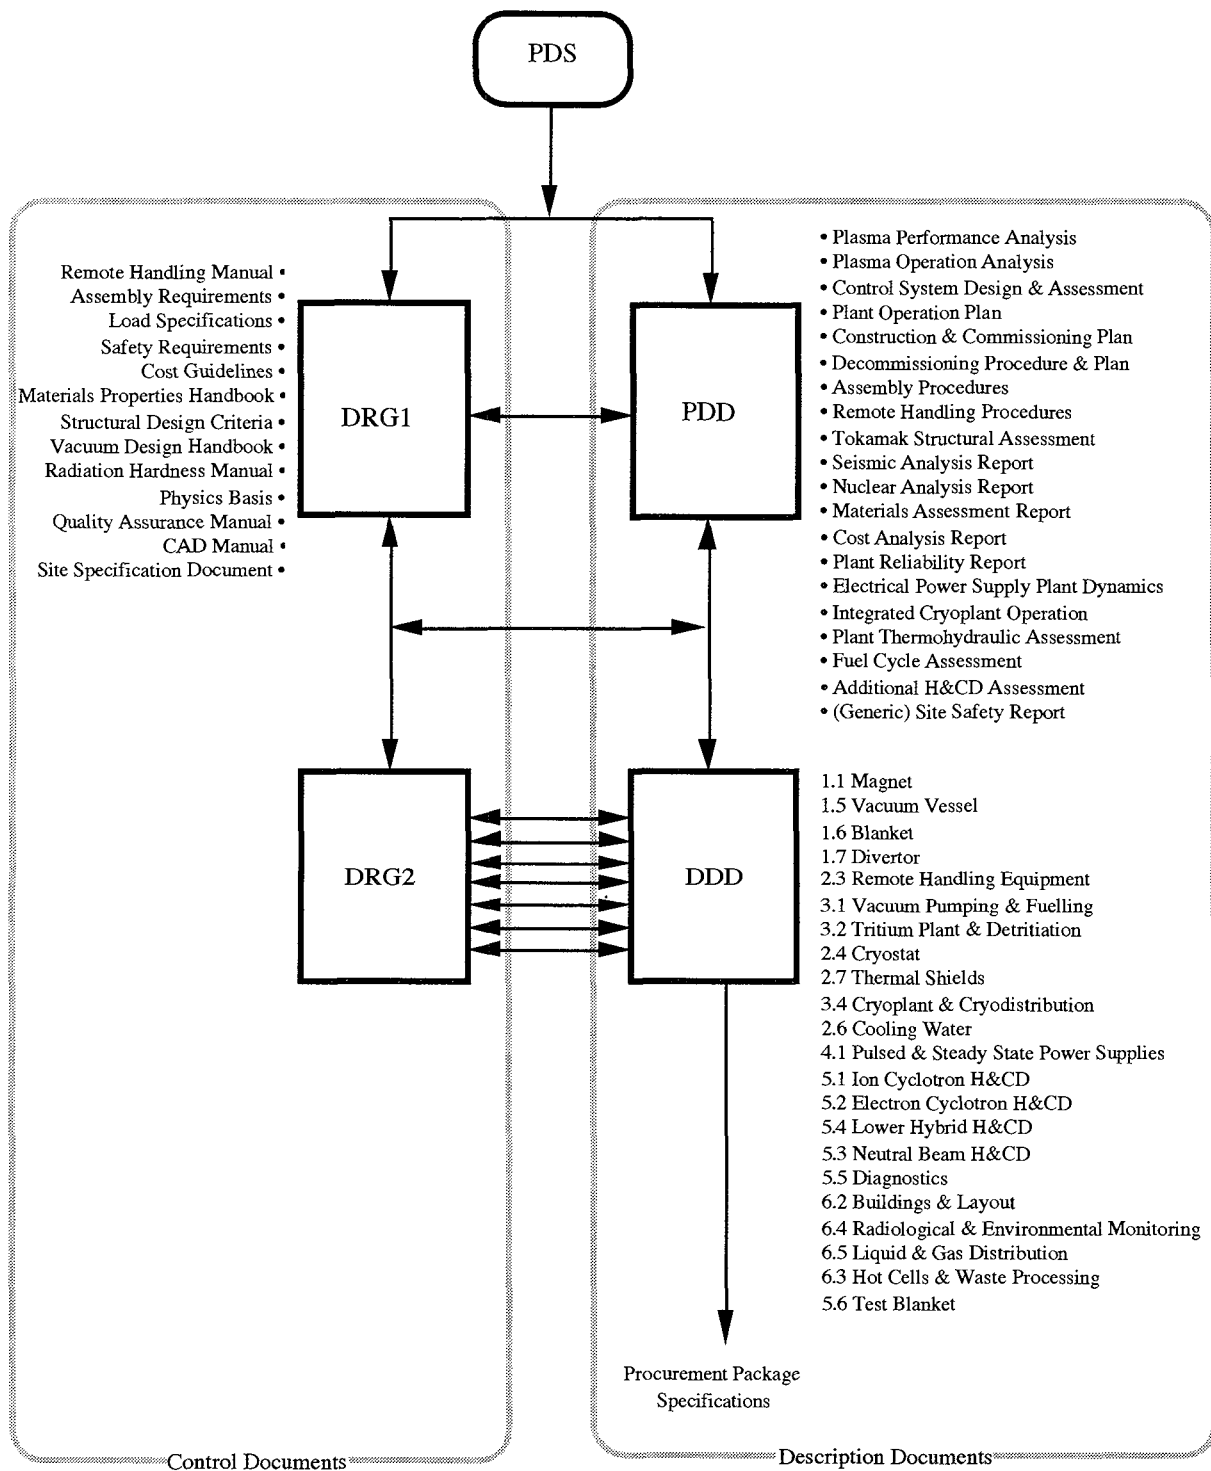 PDS
Remote Handling Manual •
Assembly Requirements •
Load Specifications •
Safety Requirements •
Cost Guidelines •
Materials Properties Handbook •
Structural Design Criteria •
Vacuum Design Handbook •
Radiation Hardness Manual •
Physics Basis •
Quality Assurance Manual •
CAD Manual •
Site Specification Document •
DRG1
PDD
• Plasma Performance Analysis
• Plasma Operation Analysis
• Control System Design & Assessment
• Plant Operation Plan
• Construction & Commissioning Plan
• Decommissioning Procedure & Plan
• Assembly Procedures
• Remote Handling Procedures
• Tokamak Structural Assessment
• Seismic Analysis Report
• Nuclear Analysis Report
• Materials Assessment Report
• Cost Analysis Report
• Plant Reliability Report
• Electrical Power Supply Plant Dynamics
• Integrated Cryoplant Operation
• Plant Thermohydraulic Assessment
• Fuel Cycle Assessment
• Additional H&CD Assessment
• (Generic) Site Safety Report
DRG2
DDD
1.1 Magnet
1.5 Vacuum Vessel
1.6 Blanket
1.7 Divertor
2.3 Remote Handling Equipment
3.1 Vacuum Pumping & Fuelling
3.2 Tritium Plant & Detritiation
2.4 Cryostat
2.7 Thermal Shields
3.4 Cryoplant & Cryodistribution
2.6 Cooling Water
4.1 Pulsed & Steady State Power Supplies
5.1 Ion Cyclotron H&CD
5.2 Electron Cyclotron H&CD
5.4 Lower Hybrid H&CD
5.3 Neutral Beam H&CD
5.5 Diagnostics
6.2 Buildings & Layout
6.4 Radiological & Environmental Monitoring
6.5 Liquid & Gas Distribution
6.3 Hot Cells & Waste Processing
5.6 Test Blanket
Procurement Package
Specifications
Control Documents
Description Documents